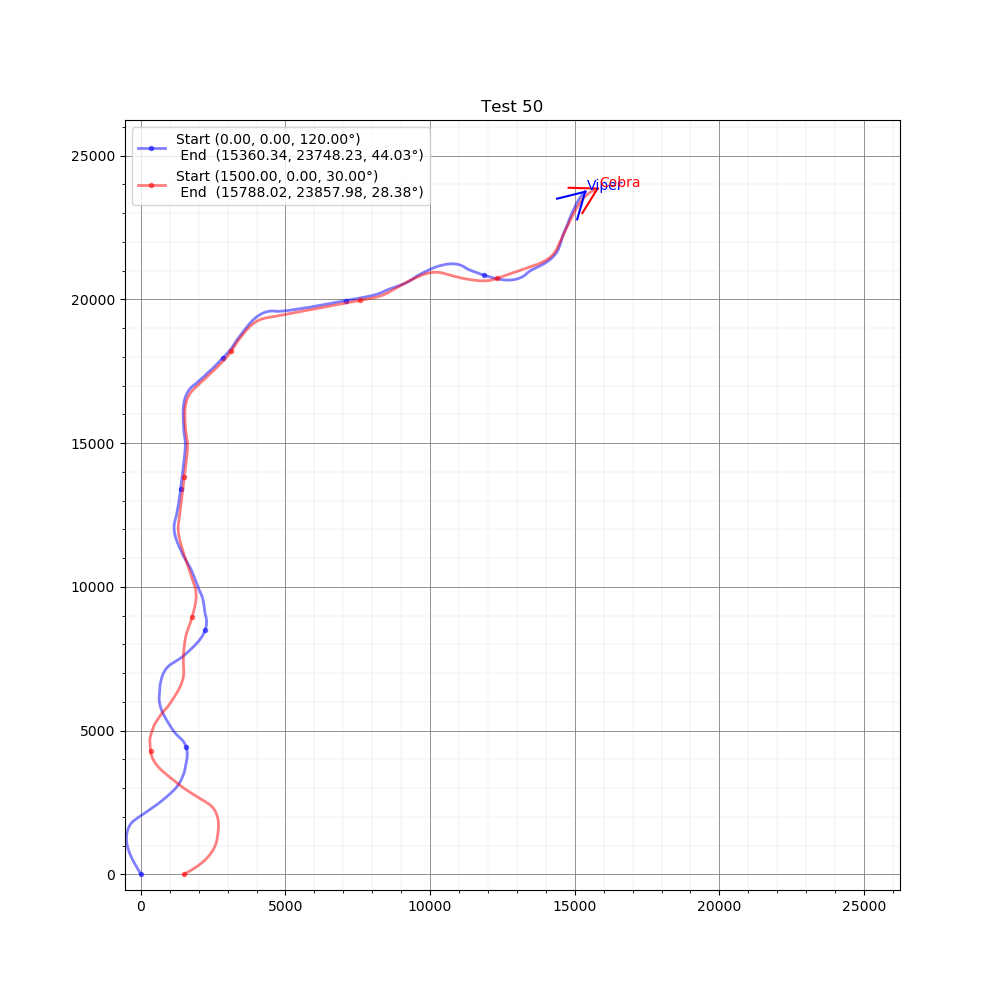 Test 50
Start (0.00, 0.00, 120.00°)
End  (15360.34, 23748.23, 44.03°)
Start (1500.00, 0.00, 30.00°)
End  (15788.02, 23857.98, 28.38°)
Viper
Cobra
25000
20000
15000
10000
5000
0
0
5000
10000
15000
20000
25000